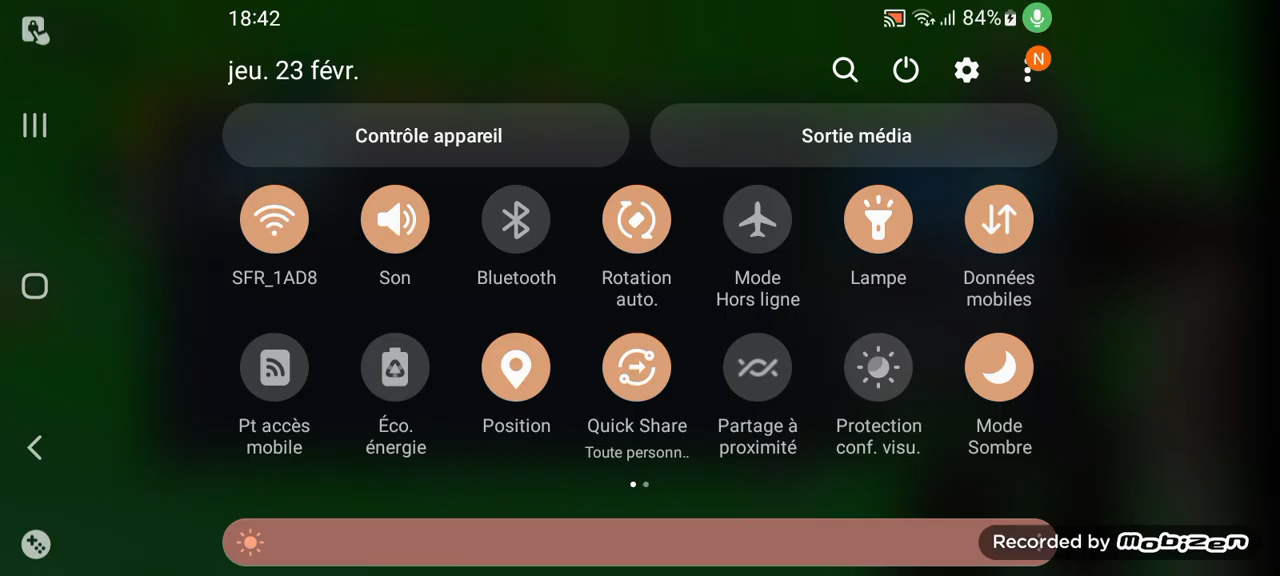 18:42 84%
jeu. 23 févr. N
Contrôle appareil Sortie média
SFR_1AD8 Son Bluetooth Rotation auto. Mode Hors ligne Lampe Données mobiles
Pt accès mobile Éco. énergie Position Quick Share Toute personn.. Partage à proximité Protection conf. visu. Mode Sombre
Recorded by mobizen